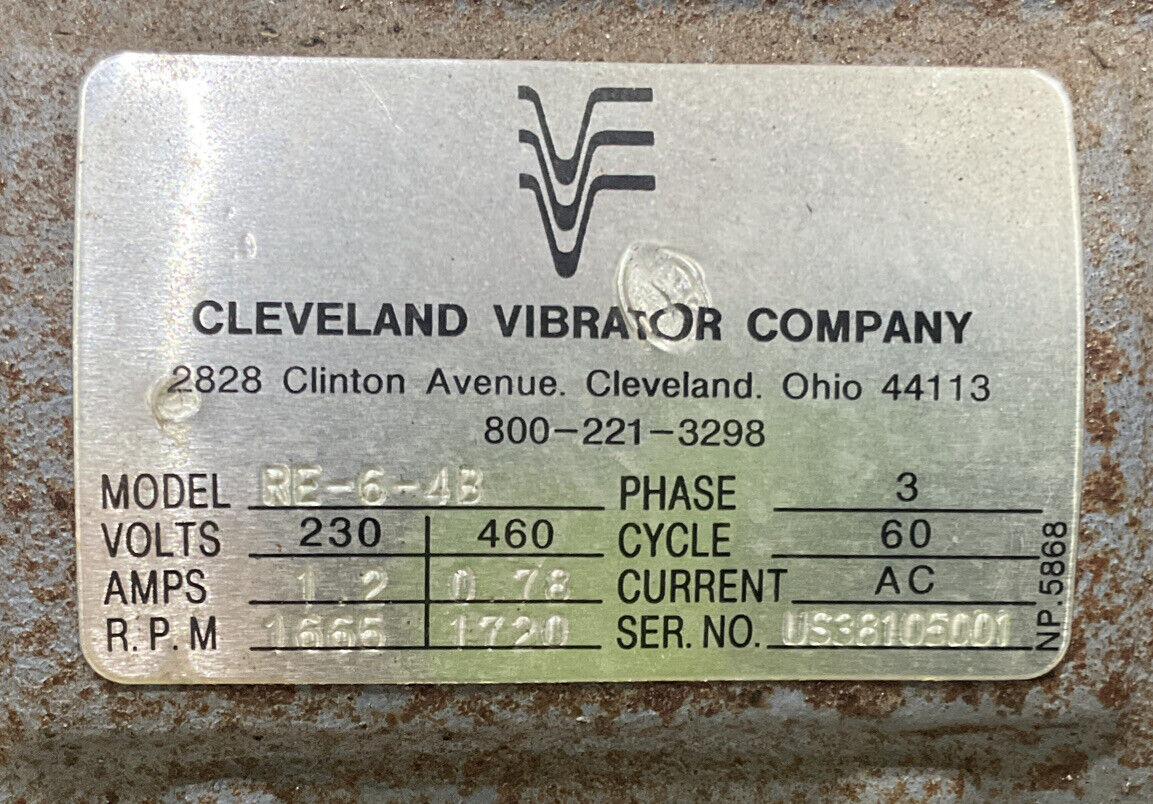 CLEVELAND VIBRATOR COMPANY
2828 Clinton Avenue. Cleveland. Ohio 44113
800-221-3298
MODEL RE-6-4B PHASE 3
VOLTS 230 460 CYCLE 60
AMPS 1.2 0.78 CURRENT AC
R.P.M 1665 1720 SER. NO. US38105001
NP.5868